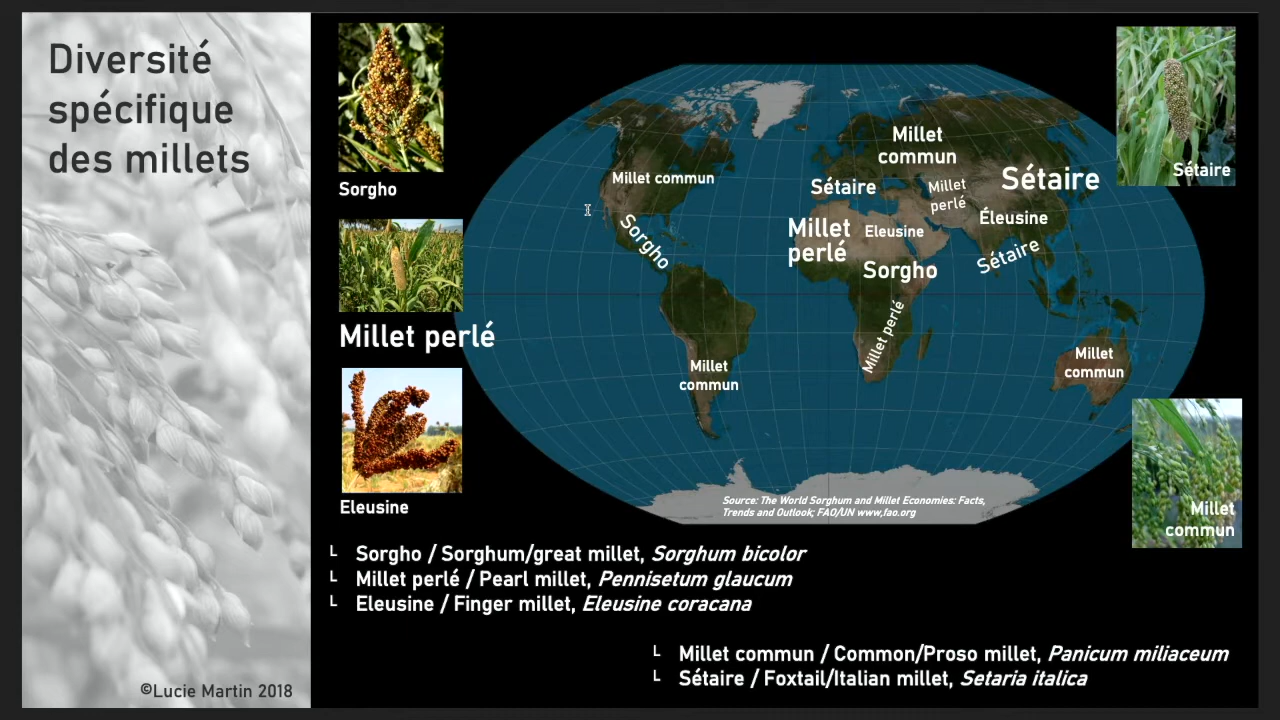 Diversité
spécifique
des millets
©Lucie Martin 2018
Sorgho
Millet perlé
Eleusine
Millet commun
Sorgho
Millet
commun
Millet
commun
Sétaire
Millet
perlé
Sétaire
Millet
perlé
Eleusine
Éleusine
Sorgho
Sétaire
Millet perlé
Millet
commun
Source: The World Sorghum and Millet Economies: Facts,
Trends and Outlook; FAO/UN www,fao.org
Sétaire
Millet
commun
└ Sorgho / Sorghum/great millet, Sorghum bicolor
└ Millet perlé / Pearl millet, Pennisetum glaucum
└ Eleusine / Finger millet, Eleusine coracana
└ Millet commun / Common/Proso millet, Panicum miliaceum
└ Sétaire / Foxtail/Italian millet, Setaria italica